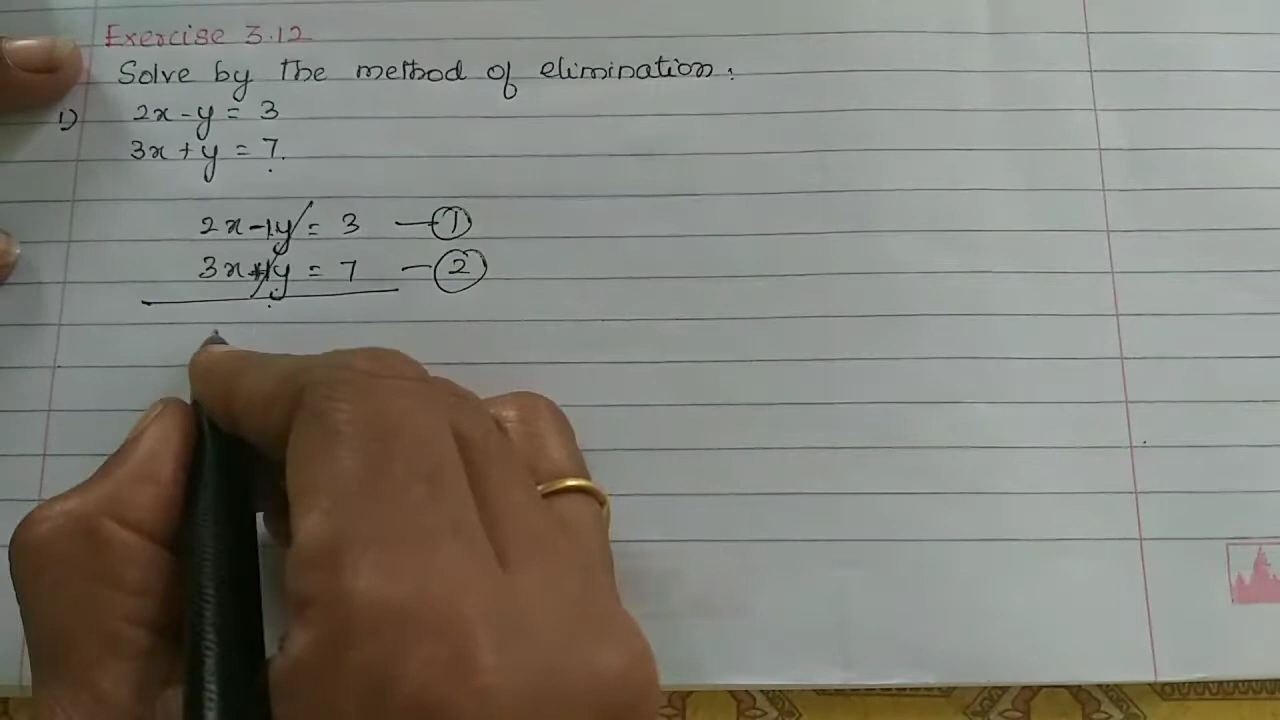 Exercise 3.12
Solve by the method of elimination:
1) 2x-y = 3
3x+y = 7.
2x-1y = 3 — ①
3x+1y = 7 — ②